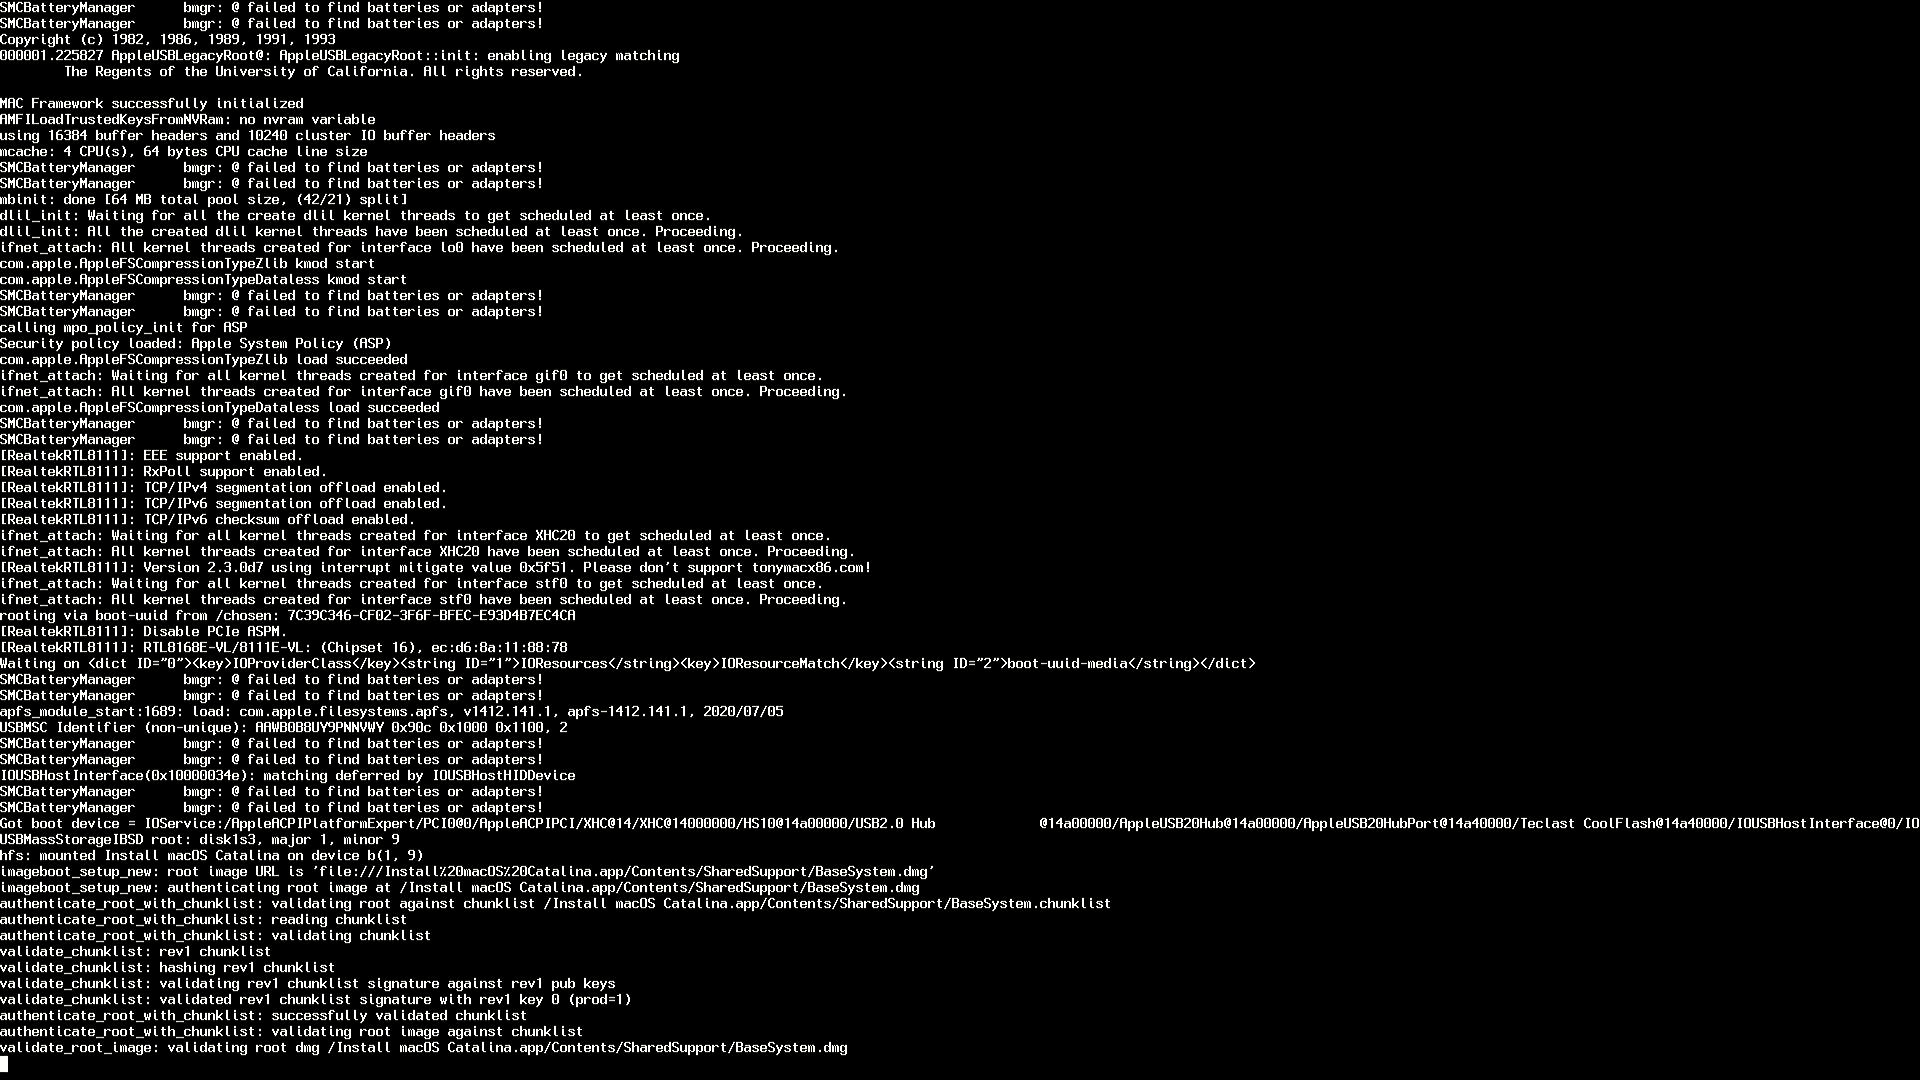 SMCBatteryManager      bmgr: @ failed to find batteries or adapters!
SMCBatteryManager      bmgr: @ failed to find batteries or adapters!
Copyright (c) 1982, 1986, 1989, 1991, 1993
000001.225827 AppleUSBLegacyRoot@: AppleUSBLegacyRoot::init: enabling legacy matching
The Regents of the University of California. All rights reserved.
MAC Framework successfully initialized
AMFILoadTrustedKeysFromNVRam: no nvram variable
using 16384 buffer headers and 10240 cluster IO buffer headers
mcache: 4 CPU(s), 64 bytes CPU cache line size
SMCBatteryManager      bmgr: @ failed to find batteries or adapters!
SMCBatteryManager      bmgr: @ failed to find batteries or adapters!
mbinit: done [64 MB total pool size, (42/21) split]
dlil_init: Waiting for all the create dlil kernel threads to get scheduled at least once.
dlil_init: All the created dlil kernel threads have been scheduled at least once. Proceeding.
ifnet_attach: All kernel threads created for interface lo0 have been scheduled at least once. Proceeding.
com.apple.AppleFSCompressionTypeZlib kmod start
com.apple.AppleFSCompressionTypeDataless kmod start
SMCBatteryManager      bmgr: @ failed to find batteries or adapters!
SMCBatteryManager      bmgr: @ failed to find batteries or adapters!
calling mpo_policy_init for ASP
Security policy loaded: Apple System Policy (ASP)
com.apple.AppleFSCompressionTypeZlib load succeeded
ifnet_attach: Waiting for all kernel threads created for interface gif0 to get scheduled at least once.
ifnet_attach: All kernel threads created for interface gif0 have been scheduled at least once. Proceeding.
com.apple.AppleFSCompressionTypeDataless load succeeded
SMCBatteryManager      bmgr: @ failed to find batteries or adapters!
SMCBatteryManager      bmgr: @ failed to find batteries or adapters!
[RealtekRTL8111]: EEE support enabled.
[RealtekRTL8111]: RxPoll support enabled.
[RealtekRTL8111]: TCP/IPv4 segmentation offload enabled.
[RealtekRTL8111]: TCP/IPv6 segmentation offload enabled.
[RealtekRTL8111]: TCP/IPv6 checksum offload enabled.
ifnet_attach: Waiting for all kernel threads created for interface XHC20 to get scheduled at least once.
ifnet_attach: All kernel threads created for interface XHC20 have been scheduled at least once. Proceeding.
[RealtekRTL8111]: Version 2.3.0d7 using interrupt mitigate value 0x5f51. Please don't support tonymacx86.com!
ifnet_attach: Waiting for all kernel threads created for interface stf0 to get scheduled at least once.
ifnet_attach: All kernel threads created for interface stf0 have been scheduled at least once. Proceeding.
rooting via boot-uuid from /chosen: 7C39C346-CF02-3F6F-BFEC-E93D4B7EC4CA
[RealtekRTL8111]: Disable PCIe ASPM.
[RealtekRTL8111]: RTL8168E-VL/8111E-VL: (Chipset 16), ec:d6:8a:11:88:78
Waiting on <dict ID="0"><key>IOProviderClass</key><string ID="1">IOResources</string><key>IOResourceMatch</key><string ID="2">boot-uuid-media</string></dict>
SMCBatteryManager      bmgr: @ failed to find batteries or adapters!
SMCBatteryManager      bmgr: @ failed to find batteries or adapters!
apfs_module_start:1689: load: com.apple.filesystems.apfs, v1412.141.1, apfs-1412.141.1, 2020/07/05
USBMSC Identifier (non-unique): AAWB0B8UY9PNNVWY 0x90c 0x1000 0x1100, 2
SMCBatteryManager      bmgr: @ failed to find batteries or adapters!
SMCBatteryManager      bmgr: @ failed to find batteries or adapters!
IOUSBHostInterface(0x10000034e): matching deferred by IOUSBHostHIDDevice
SMCBatteryManager      bmgr: @ failed to find batteries or adapters!
SMCBatteryManager      bmgr: @ failed to find batteries or adapters!
Got boot device = IOService:/AppleACPIPlatformExpert/PCI0@0/AppleACPIPCI/XHC@14/XHC@14000000/HS10@14a00000/USB2.0 Hub             @14a00000/AppleUSB20Hub@14a00000/AppleUSB20HubPort@14a40000/Teclast CoolFlash@14a40000/IOUSBHostInterface@0/IO
USBMassStorageIBSD root: disk1s3, major 1, minor 9
hfs: mounted Install macOS Catalina on device b(1, 9)
imageboot_setup_new: root image URL is 'file:///Install%20macOS%20Catalina.app/Contents/SharedSupport/BaseSystem.dmg'
imageboot_setup_new: authenticating root image at /Install macOS Catalina.app/Contents/SharedSupport/BaseSystem.dmg
authenticate_root_with_chunklist: validating root against chunklist /Install macOS Catalina.app/Contents/SharedSupport/BaseSystem.chunklist
authenticate_root_with_chunklist: reading chunklist
authenticate_root_with_chunklist: validating chunklist
validate_chunklist: rev1 chunklist
validate_chunklist: hashing rev1 chunklist
validate_chunklist: validating rev1 chunklist signature against rev1 pub keys
validate_chunklist: validated rev1 chunklist signature with rev1 key 0 (prod=1)
authenticate_root_with_chunklist: successfully validated chunklist
authenticate_root_with_chunklist: validating root image against chunklist
validate_root_image: validating root dmg /Install macOS Catalina.app/Contents/SharedSupport/BaseSystem.dmg